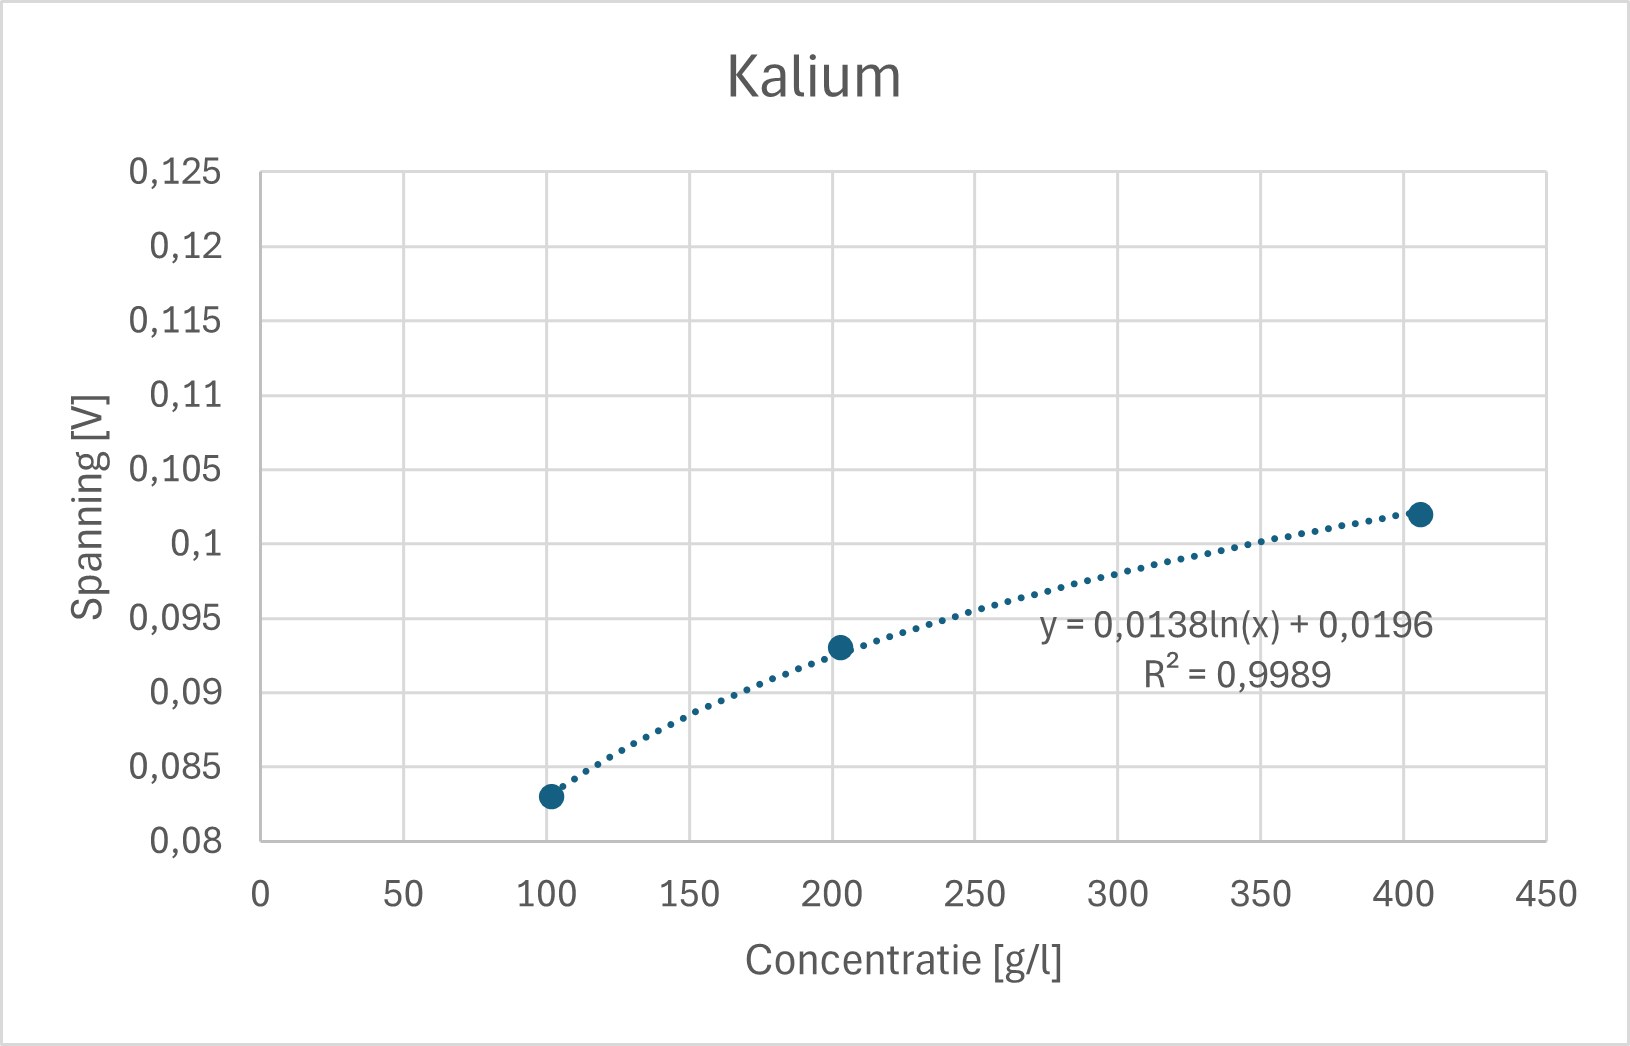 Kalium
0,125
0,12
0,115
0,11
0,105
0,1
0,095
0,09
0,085
0,08
Spanning [V]
y = 0,0138ln(x) + 0,0196
R² = 0,9989
0 50 100 150 200 250 300 350 400 450
Concentratie [g/l]